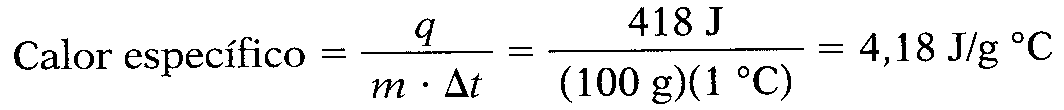 Calor específico = q / m · Δt = 418 J / (100 g)(1 °C) = 4,18 J/g °C